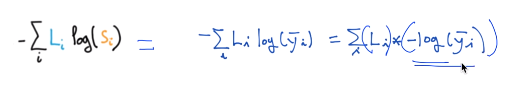 -∑i Li log(Si) = -∑i Li log(ȳi) = ∑i(Li)*(-log(ȳi))